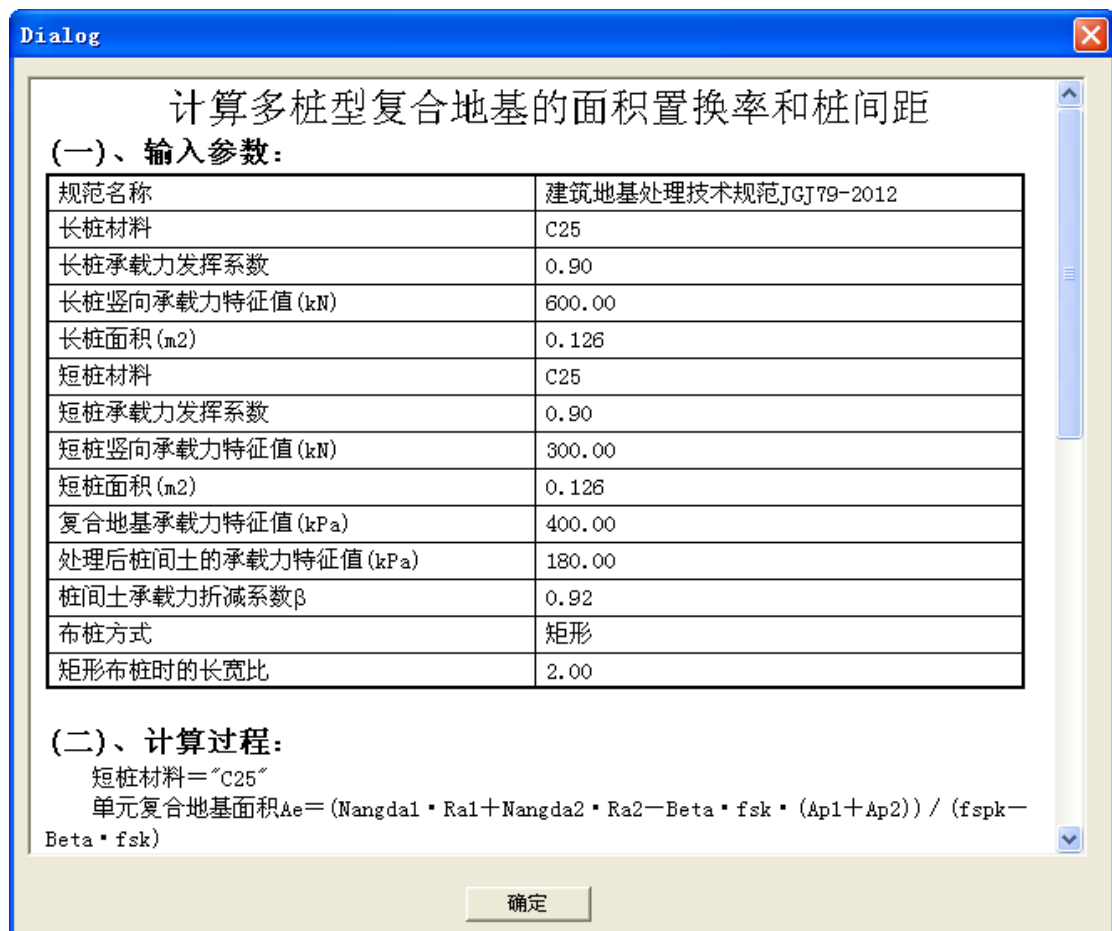 Dialog
计算多桩型复合地基的面积置换率和桩间距
(一)、输入参数:
规范名称 建筑地基处理技术规范JGJ79-2012
长桩材料 C25
长桩承载力发挥系数 0.90
长桩竖向承载力特征值(kN) 600.00
长桩面积(m2) 0.126
短桩材料 C25
短桩承载力发挥系数 0.90
短桩竖向承载力特征值(kN) 300.00
短桩面积(m2) 0.126
复合地基承载力特征值(kPa) 400.00
处理后桩间土的承载力特征值(kPa) 180.00
桩间土承载力折减系数β 0.92
布桩方式 矩形
矩形布桩时的长宽比 2.00
(二)、计算过程:
短桩材料="C25"
单元复合地基面积Ae=(Nangda1·Ra1+Nangda2·Ra2-Beta·fsk·(Ap1+Ap2))/(fspk-
Beta·fsk)
确定